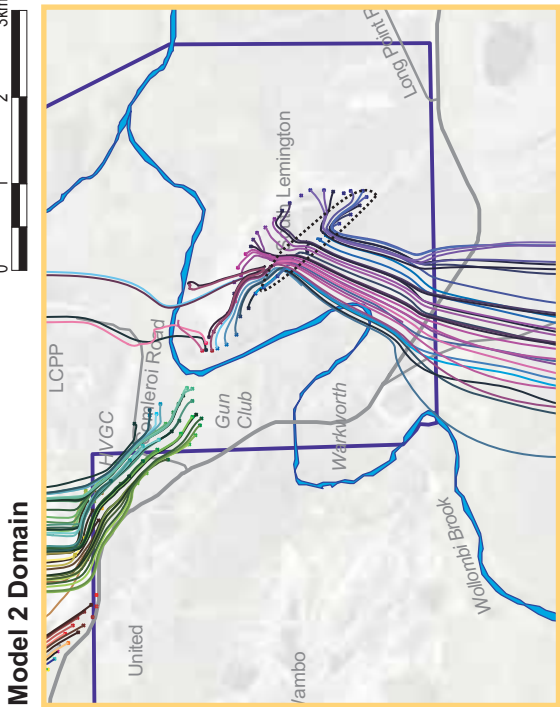 Model 2 Domain
0
1
2
3km
LCPP
HVGC
Comleroi Road
Gun
Club
Warkworth
Lemington
Long Point R
Wollombi Brook
United